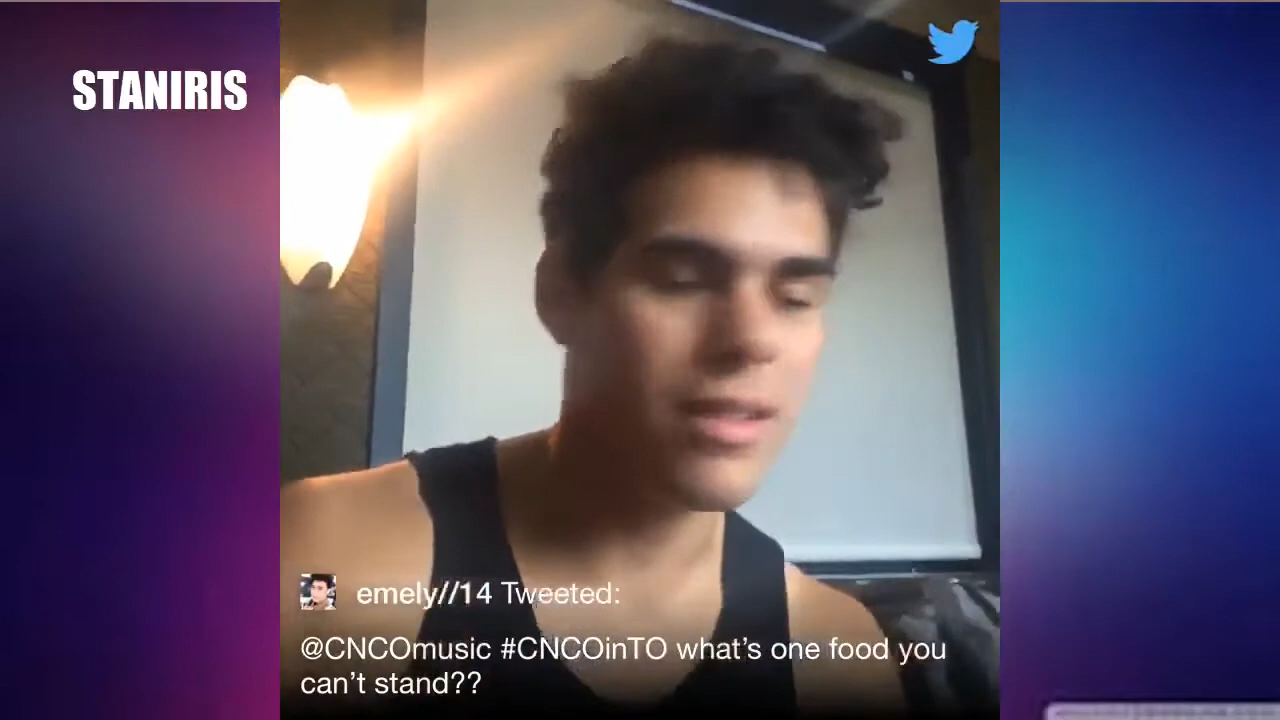 STANIRIS
emely//14 Tweeted:
@CNCOmusic #CNCOinTO what's one food you
can't stand??